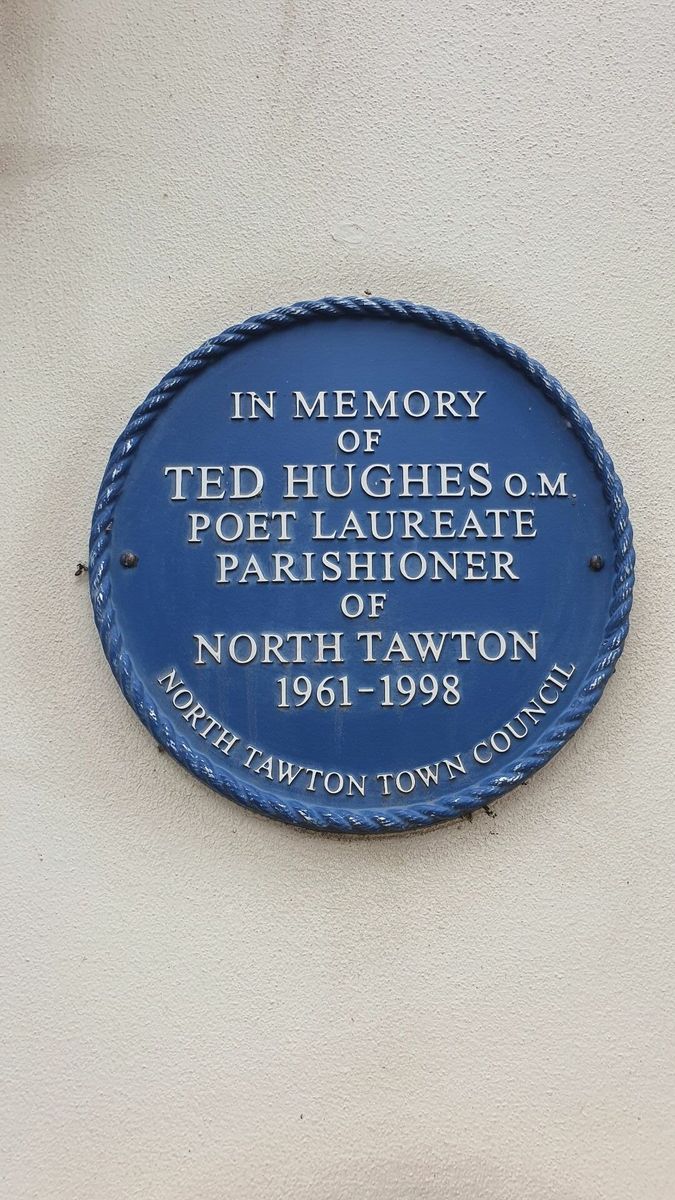 IN MEMORY
OF
TED HUGHES O.M.
POET LAUREATE
PARISHIONER
OF
NORTH TAWTON
1961-1998
NORTH TAWTON TOWN COUNCIL